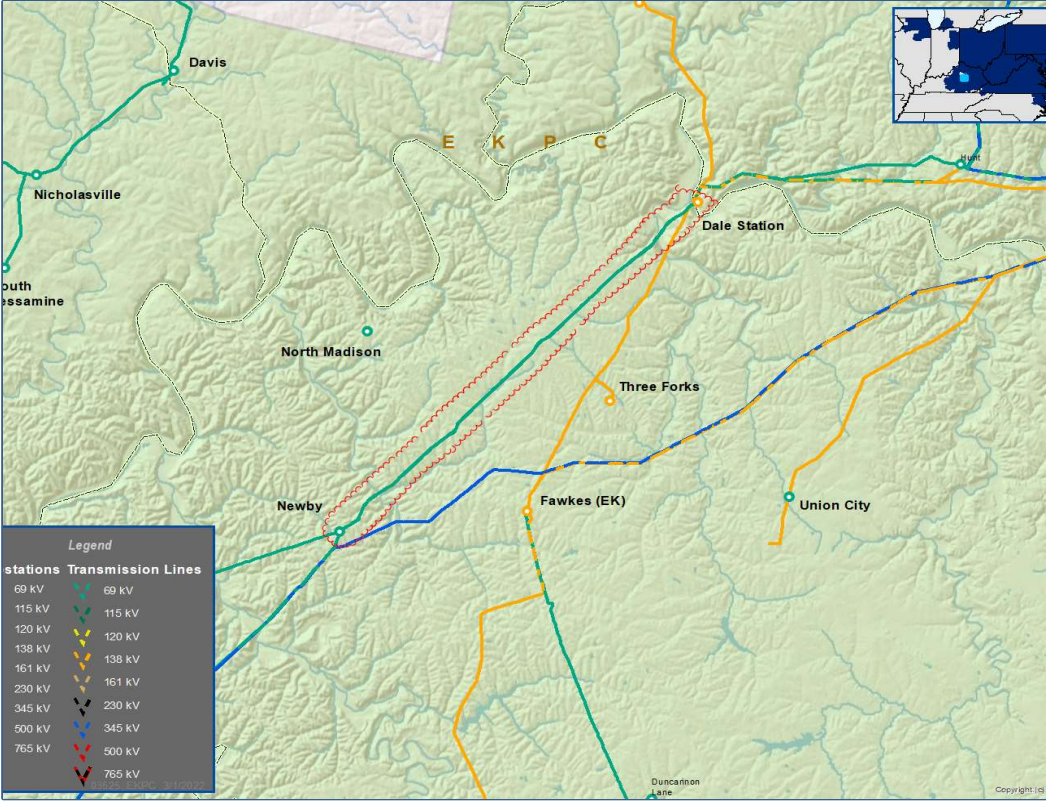 Davis
E K P C
Hunt
Nicholasville
Dale Station
outh
essamine
North Madison
Three Forks
Newby
Fawkes (EK)
Union City
Legend
stations Transmission Lines
69 kV 69 kV
115 kV 115 kV
120 kV 120 kV
138 kV 138 kV
161 kV 161 kV
230 kV 230 kV
345 kV 345 kV
500 kV 500 kV
765 kV 765 kV
Duncannon
Lane
Copyright (c)